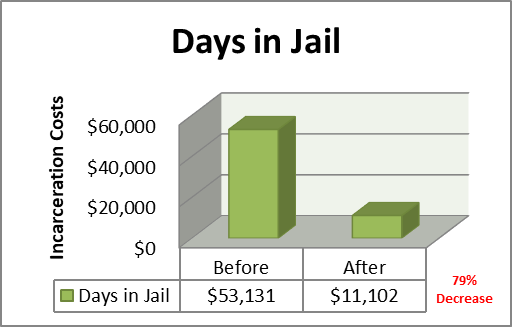 Days in Jail
Incarceration Costs
$60,000
$40,000
$20,000
$0
Before After
Days in Jail $53,131 $11,102
79%
Decrease